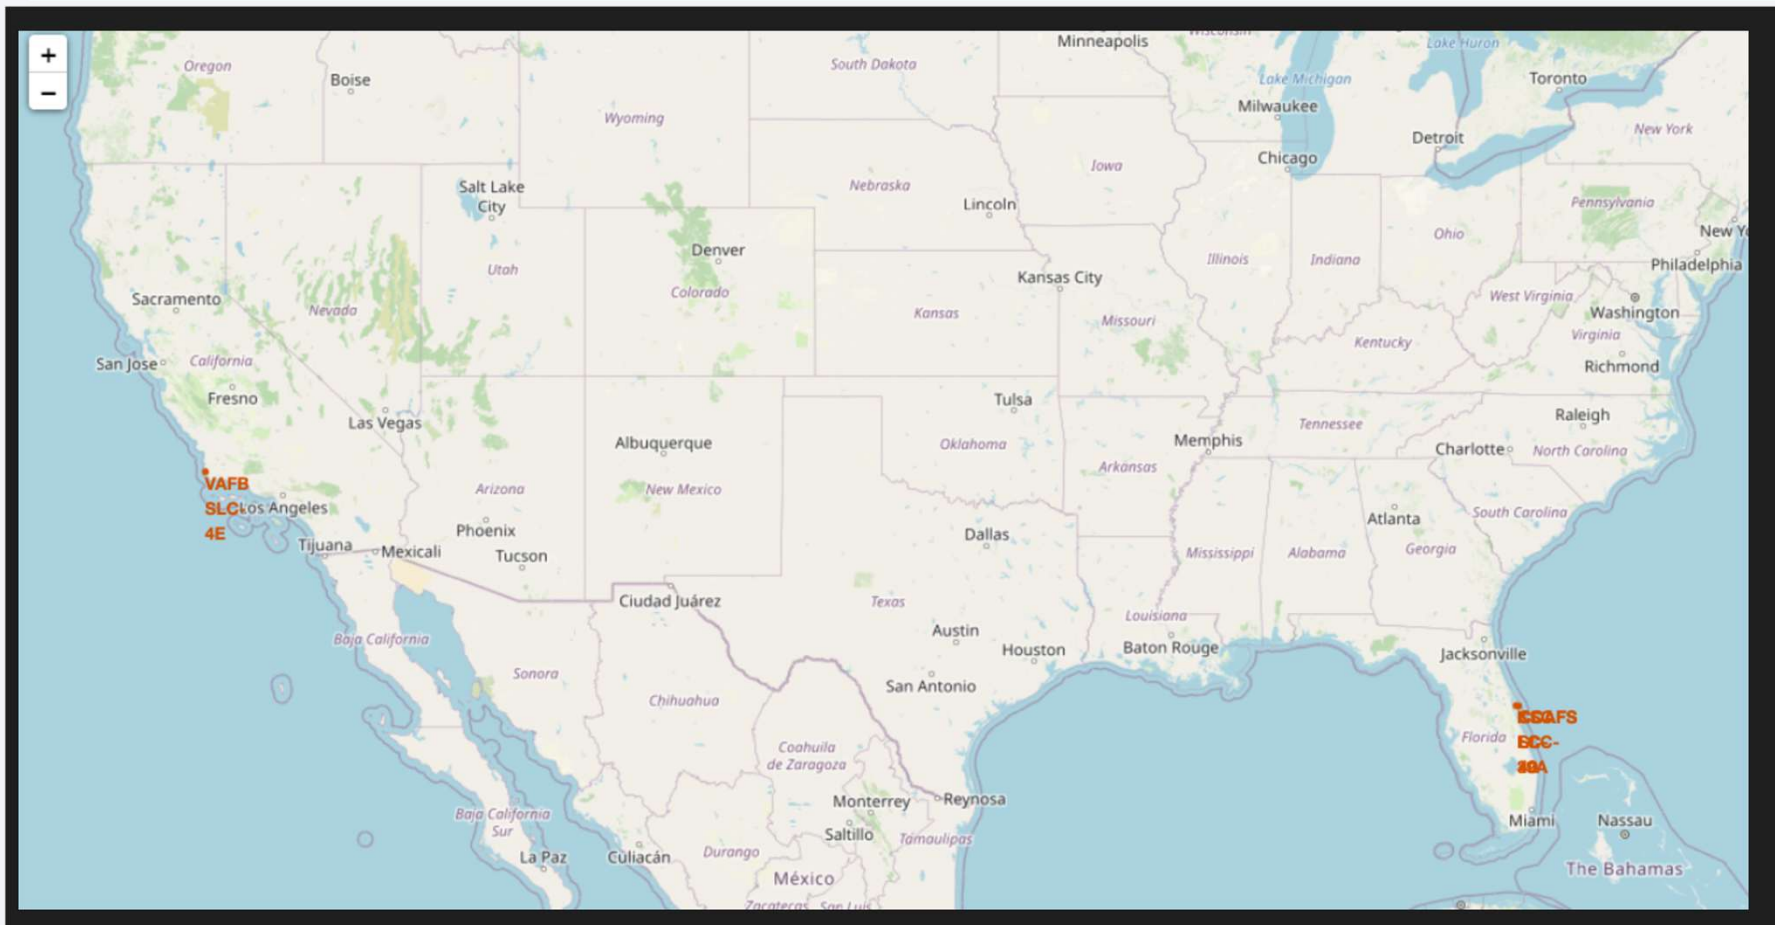 +
−
Oregon
Boise
South Dakota
Minneapolis
Wisconsin
Lake Huron
Lake Michigan
Toronto
Wyoming
Milwaukee
Detroit
New York
Chicago
Iowa
Salt Lake
City
Nebraska
Lincoln
Pennsylvania
New Yo
Denver
Utah
Colorado
Kansas City
Illinois
Indiana
Ohio
Philadelphia
Sacramento
Nevada
Kansas
Missouri
West Virginia
Washington
Virginia
Kentucky
San Jose
California
Richmond
Fresno
Las Vegas
Tulsa
Raleigh
Albuquerque
Oklahoma
Memphis
Tennessee
Charlotte
North Carolina
Arkansas
VAFB
SLC-
4E
Los Angeles
Arizona
New Mexico
Phoenix
Dallas
Atlanta
South Carolina
Tijuana
Mexicali
Tucson
Mississippi
Alabama
Georgia
Ciudad Juárez
Texas
Louisiana
Baja California
Austin
Houston
Baton Rouge
Jacksonville
Sonora
San Antonio
Chihuahua
Florida
Coahuila
de Zaragoza
Monterrey
Reynosa
Baja California
Sur
Saltillo
Tamaulipas
Miami
Nassau
La Paz
Culiacán
Durango
México
The Bahamas
Zacatecas
San Luis